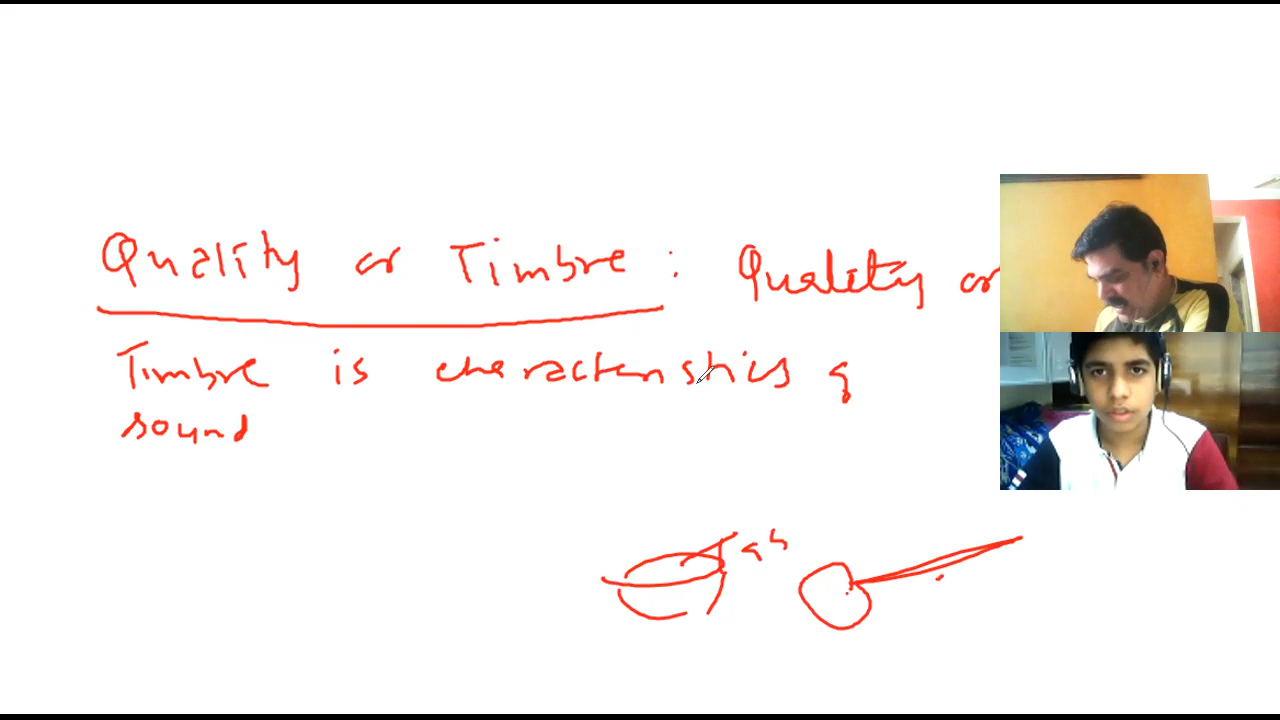 Quality or Timbre : Quality or
Timbre is characteristics of
sound